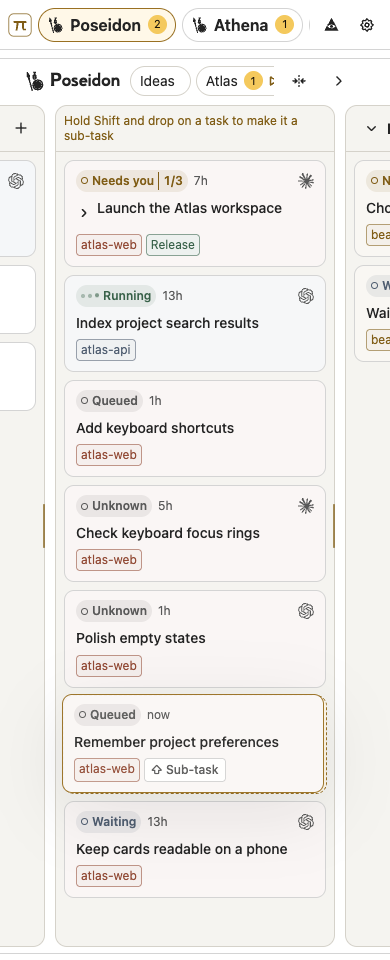 π Poseidon 2 Athena 1
Poseidon Ideas Atlas 1
Hold Shift and drop on a task to make it a
sub-task
Needs you 1/3 7h
Launch the Atlas workspace
atlas-web Release
Running 13h
Index project search results
atlas-api
Queued 1h
Add keyboard shortcuts
atlas-web
Unknown 5h
Check keyboard focus rings
atlas-web
Unknown 1h
Polish empty states
atlas-web
Queued now
Remember project preferences
atlas-web Sub-task
Waiting 13h
Keep cards readable on a phone
atlas-web
N
Cho
bea
W
Wai
bea